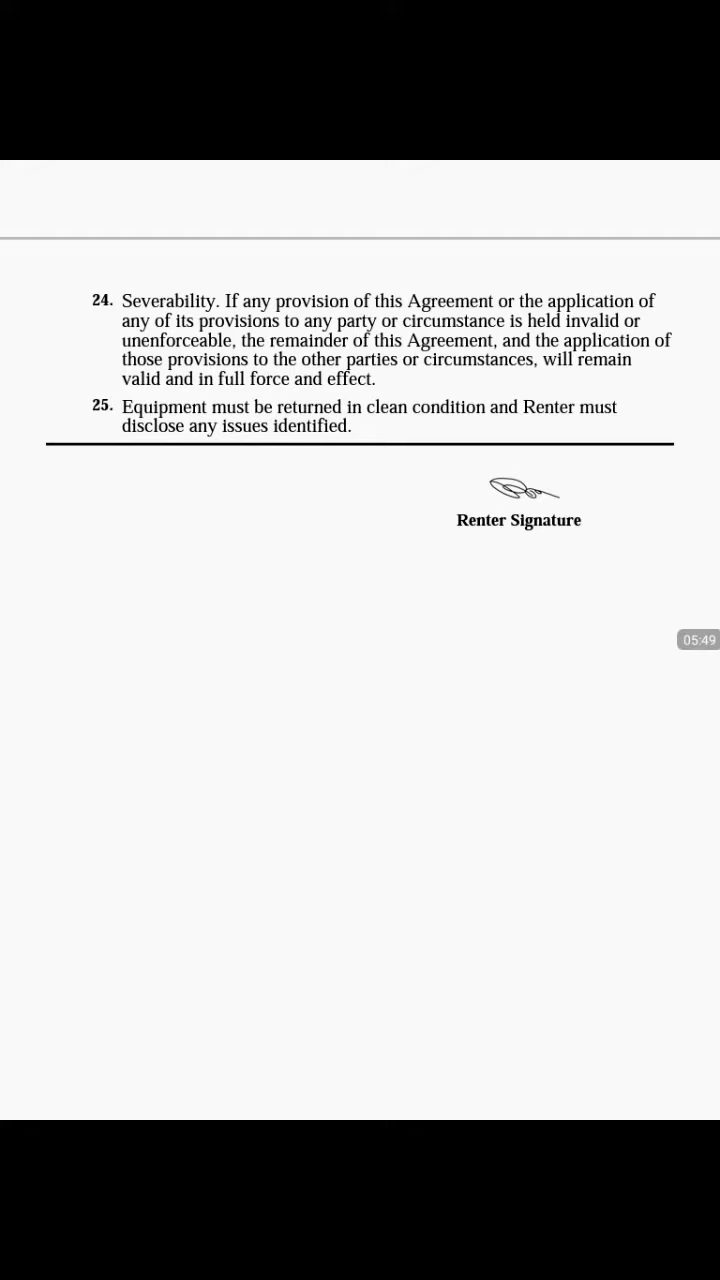 24. Severability. If any provision of this Agreement or the application of
any of its provisions to any party or circumstance is held invalid or
unenforceable, the remainder of this Agreement, and the application of
those provisions to the other parties or circumstances, will remain
valid and in full force and effect.
25. Equipment must be returned in clean condition and Renter must
disclose any issues identified.
Renter Signature
05:49